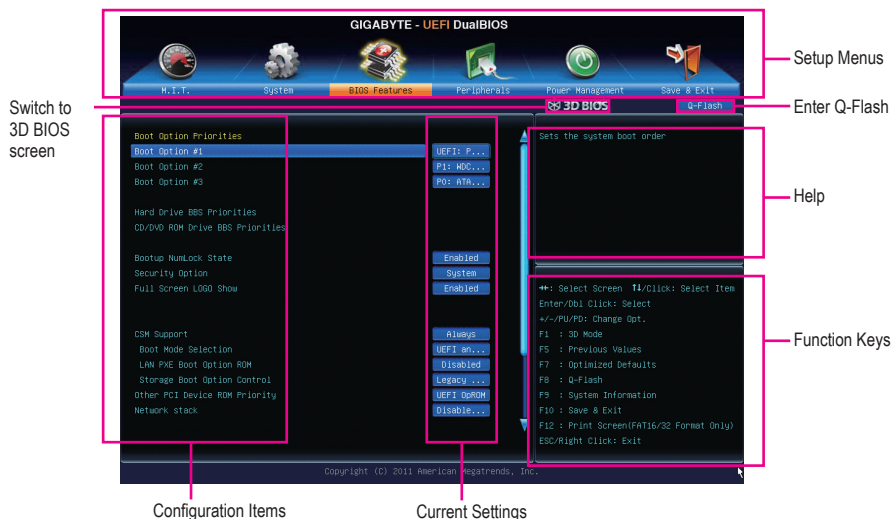 GIGABYTE - UEFI DualBIOS
M.I.T.
System
BIOS Features
Peripherals
Power Management
Save & Exit
Setup Menus
Switch to
3D BIOS
screen
3D BIOS
Q-Flash
Enter Q-Flash
Boot Option Priorities
Boot Option #1 UEFI: P...
Boot Option #2 P1: WDC...
Boot Option #3 P0: ATA...
Hard Drive BBS Priorities
CD/DVD ROM Drive BBS Priorities
Bootup NumLock State Enabled
Security Option System
Full Screen LOGO Show Enabled
CSM Support Always
Boot Mode Selection UEFI an...
LAN PXE Boot Option ROM Disabled
Storage Boot Option Control Legacy ...
Other PCI Device ROM Priority UEFI OpROM
Network stack Disable...
Sets the system boot order
Help
→←: Select Screen ↑↓/Click: Select Item
Enter/Dbl Click: Select
+/-/PU/PD: Change Opt.
F1 : 3D Mode
F5 : Previous Values
F7 : Optimized Defaults
F8 : Q-Flash
F9 : System Information
F10 : Save & Exit
F12 : Print Screen(FAT16/32 Format Only)
ESC/Right Click: Exit
Function Keys
Copyright (C) 2011 American Megatrends, Inc.
Configuration Items
Current Settings